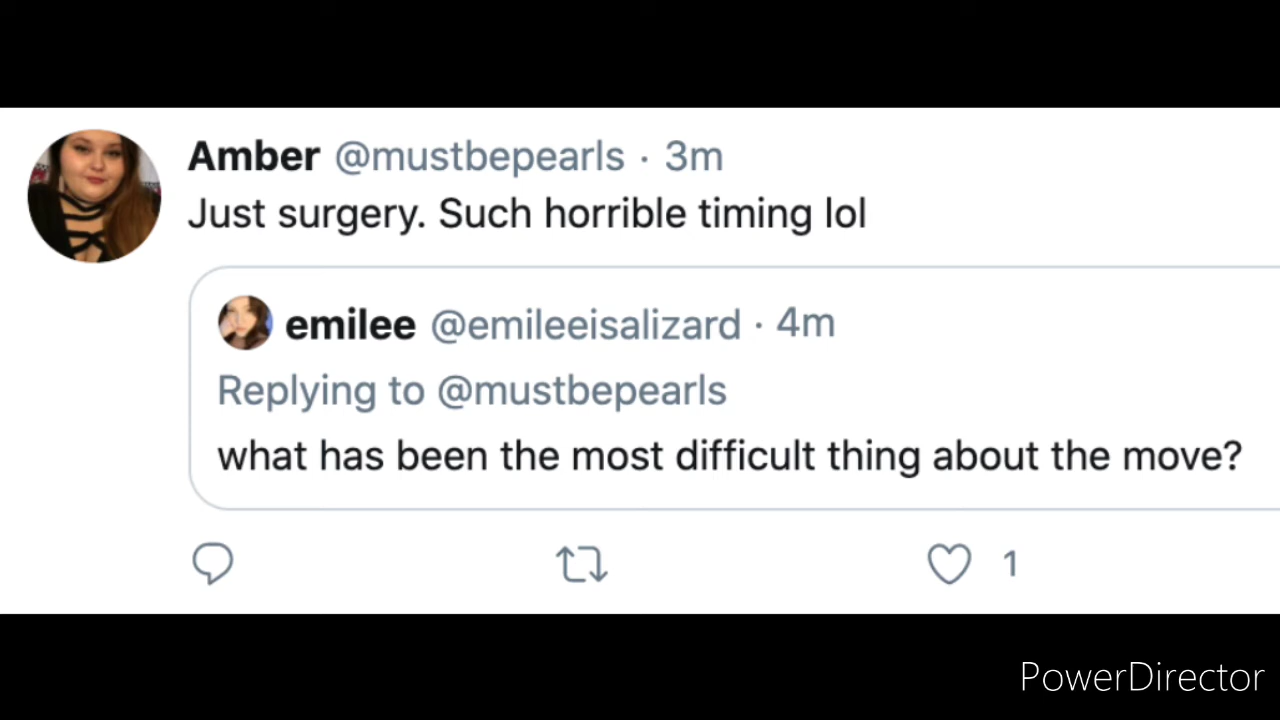 Amber @mustbepearls · 3m
Just surgery. Such horrible timing lol
emilee @emileeisalizard · 4m
Replying to @mustbepearls
what has been the most difficult thing about the move?
1
PowerDirector